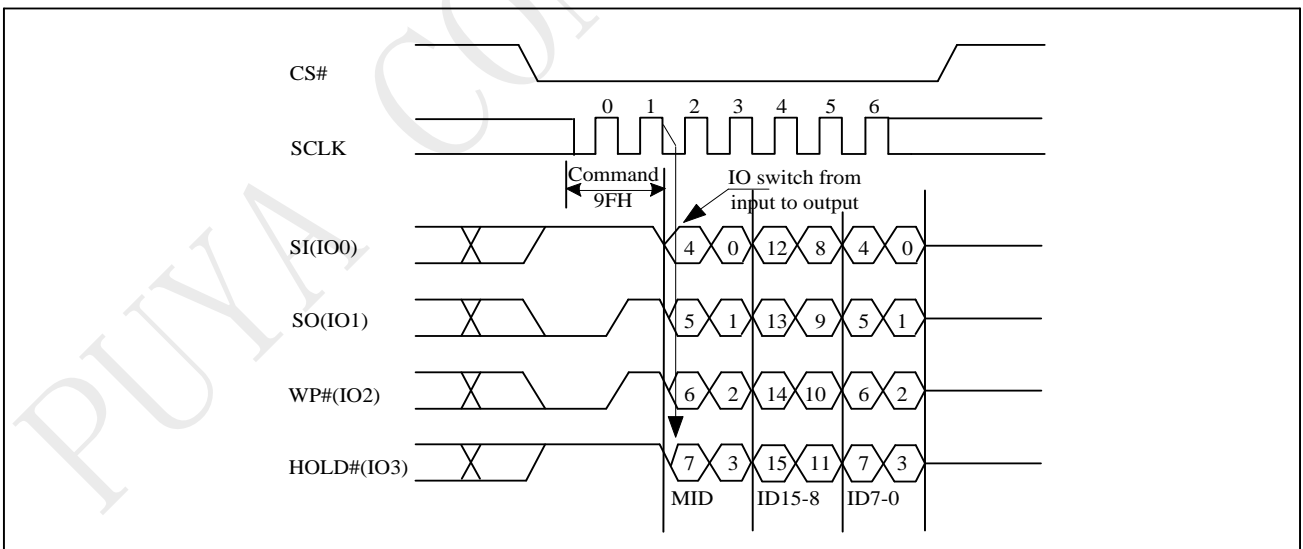 PUYA CON
CS#
0 1 2 3 4 5 6
SCLK
Command
9FH
IO switch from
input to output
SI(IO0)
4 0 12 8 4 0
SO(IO1)
5 1 13 9 5 1
WP#(IO2)
6 2 14 10 6 2
HOLD#(IO3)
7 3 15 11 7 3
MID ID15-8 ID7-0